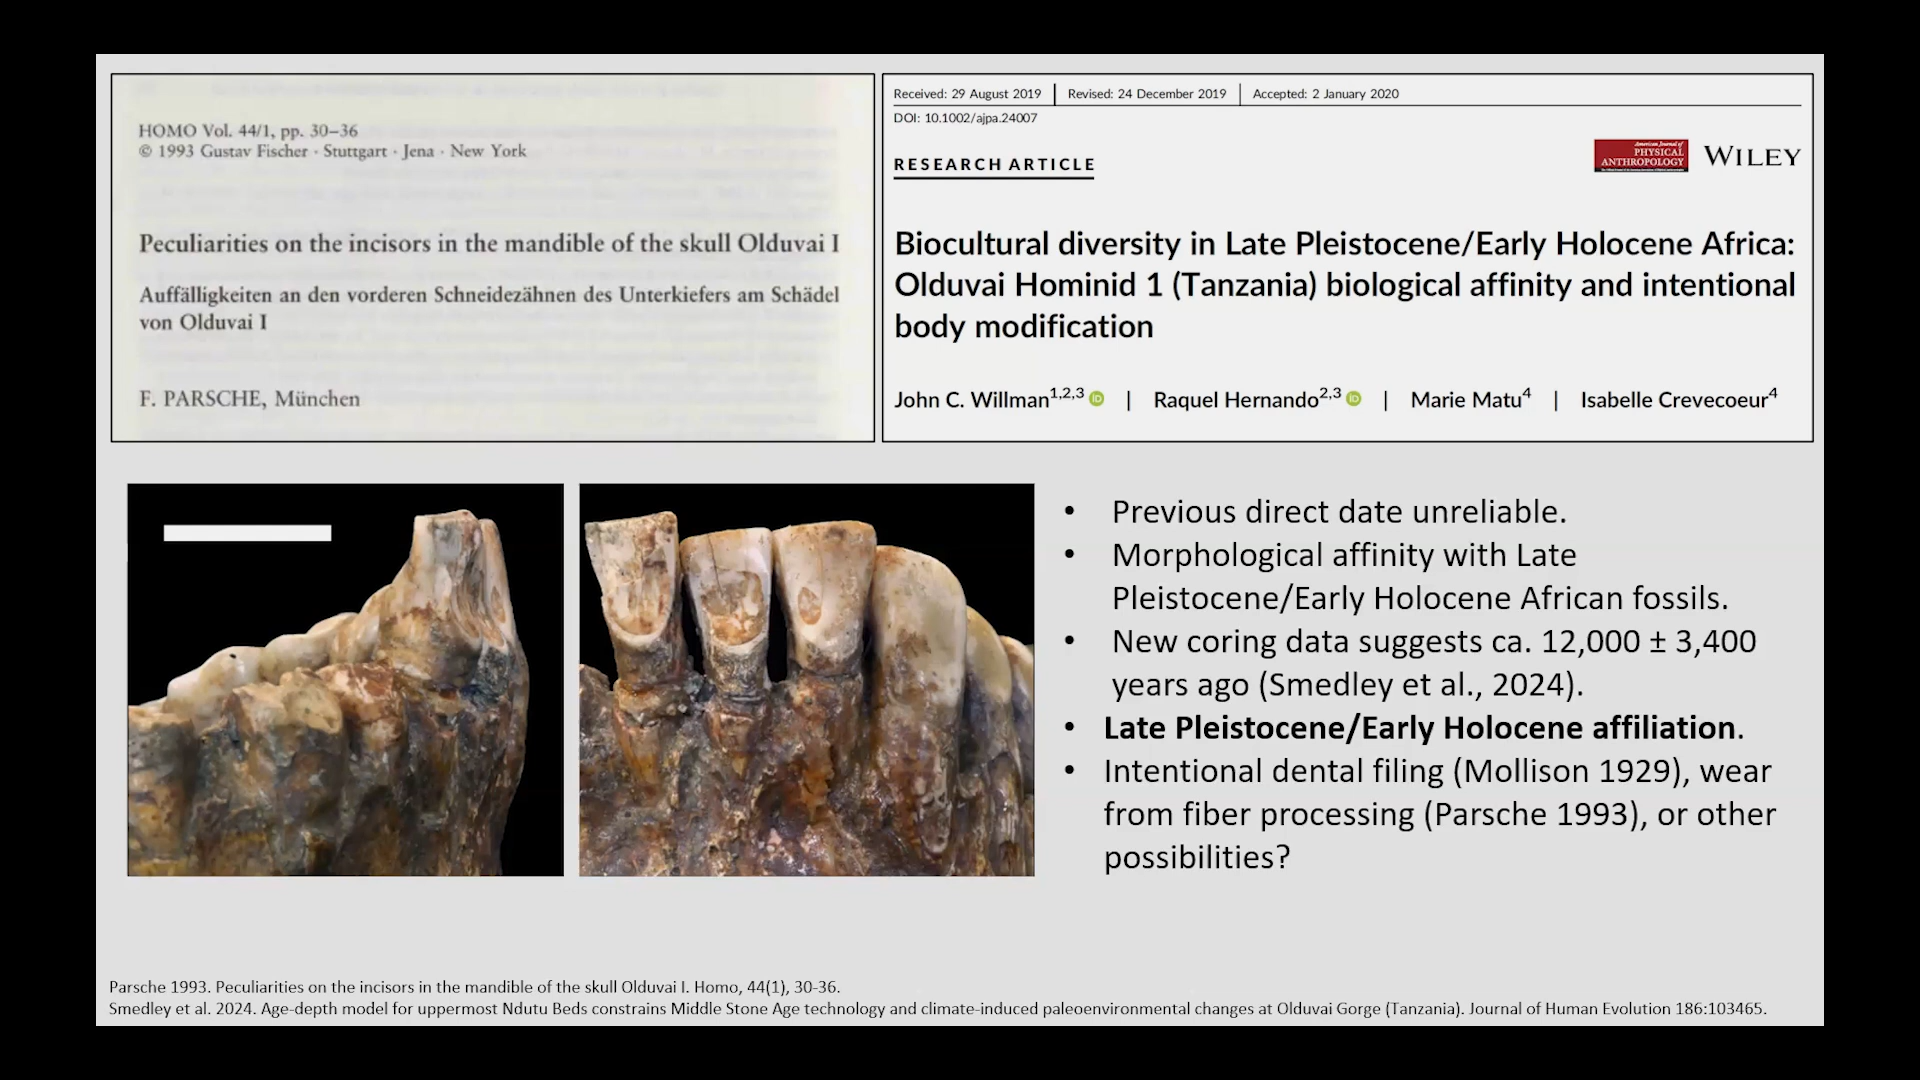 HOMO Vol. 44/1, pp. 30–36
© 1993 Gustav Fischer · Stuttgart · Jena · New York
Peculiarities on the incisors in the mandible of the skull Olduvai I
Auffälligkeiten an den vorderen Schneidezähnen des Unterkiefers am Schädel
von Olduvai I
F. PARSCHE, München
Received: 29 August 2019 | Revised: 24 December 2019 | Accepted: 2 January 2020
DOI: 10.1002/ajpa.24007
RESEARCH ARTICLE
American Journal of
PHYSICAL
ANTHROPOLOGY
WILEY
Biocultural diversity in Late Pleistocene/Early Holocene Africa:
Olduvai Hominid 1 (Tanzania) biological affinity and intentional
body modification
John C. Willman1,2,3 iD | Raquel Hernando2,3 iD | Marie Matu4 | Isabelle Crevecoeur4
• Previous direct date unreliable.
• Morphological affinity with Late
Pleistocene/Early Holocene African fossils.
• New coring data suggests ca. 12,000 ± 3,400
years ago (Smedley et al., 2024).
• Late Pleistocene/Early Holocene affiliation.
• Intentional dental filing (Mollison 1929), wear
from fiber processing (Parsche 1993), or other
possibilities?
Parsche 1993. Peculiarities on the incisors in the mandible of the skull Olduvai I. Homo, 44(1), 30-36.
Smedley et al. 2024. Age-depth model for uppermost Ndutu Beds constrains Middle Stone Age technology and climate-induced paleoenvironmental changes at Olduvai Gorge (Tanzania). Journal of Human Evolution 186:103465.